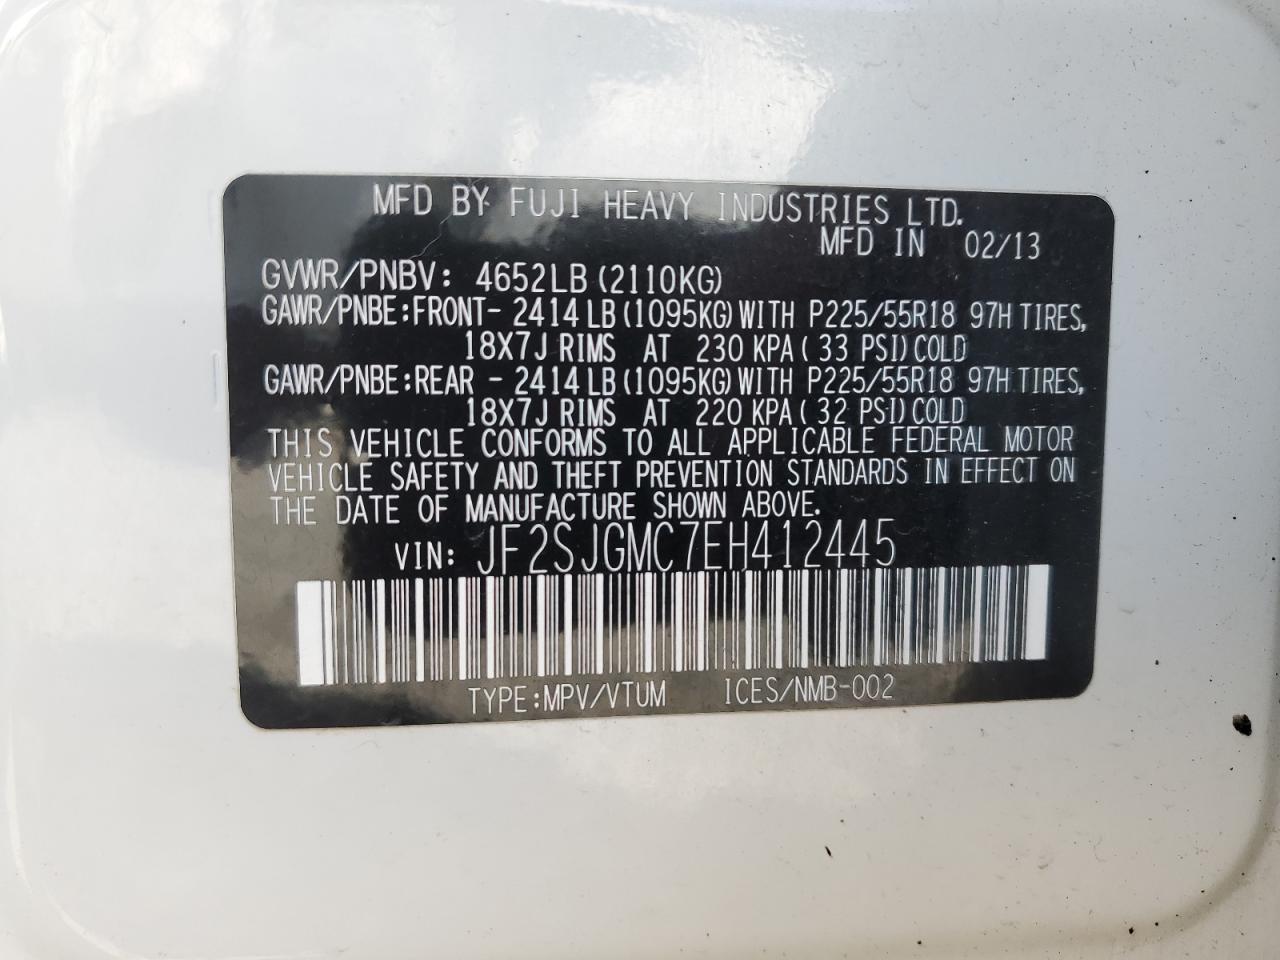 MFD BY FUJI HEAVY INDUSTRIES LTD.
MFD IN 02/13
GVWR/PNBV: 4652LB (2110KG)
GAWR/PNBE:FRONT- 2414LB (1095KG) WITH P225/55R18 97H TIRES,
18X7J RIMS AT 230 KPA ( 33 PSI) COLD
GAWR/PNBE:REAR - 2414LB (1095KG) WITH P225/55R18 97H TIRES,
18X7J RIMS AT 220 KPA ( 32 PSI) COLD
THIS VEHICLE CONFORMS TO ALL APPLICABLE FEDERAL MOTOR
VEHICLE SAFETY AND THEFT PREVENTION STANDARDS IN EFFECT ON
THE DATE OF MANUFACTURE SHOWN ABOVE.
VIN: JF2SJGMC7EH412445
TYPE:MPV/VTUM ICES/NMB-002